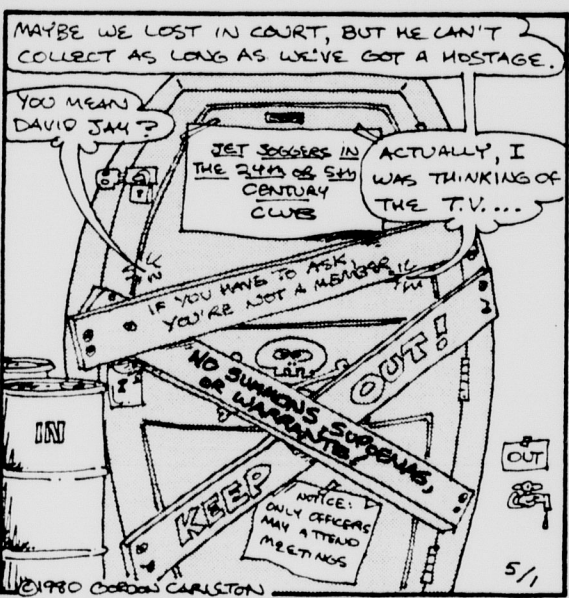 MAYBE WE LOST IN COURT, BUT HE CAN'T
COLLECT AS LONG AS WE'VE GOT A HOSTAGE.
YOU MEAN
DAVID JAY?
ACTUALLY, I
WAS THINKING OF
THE T.V....
JET JOGGERS IN
THE 24TH OR 5TH
CENTURY
CLUB
IF YOU HAVE TO ASK,
YOU'RE NOT A MEMBER.
NO SUMMONS, SUPOENAS,
OR WARRANTS!
KEEP OUT!
IN
OUT
NOTICE:
ONLY OFFICERS
MAY ATTEND
MEETINGS
5/1
©1980 GORDON CARLSTON